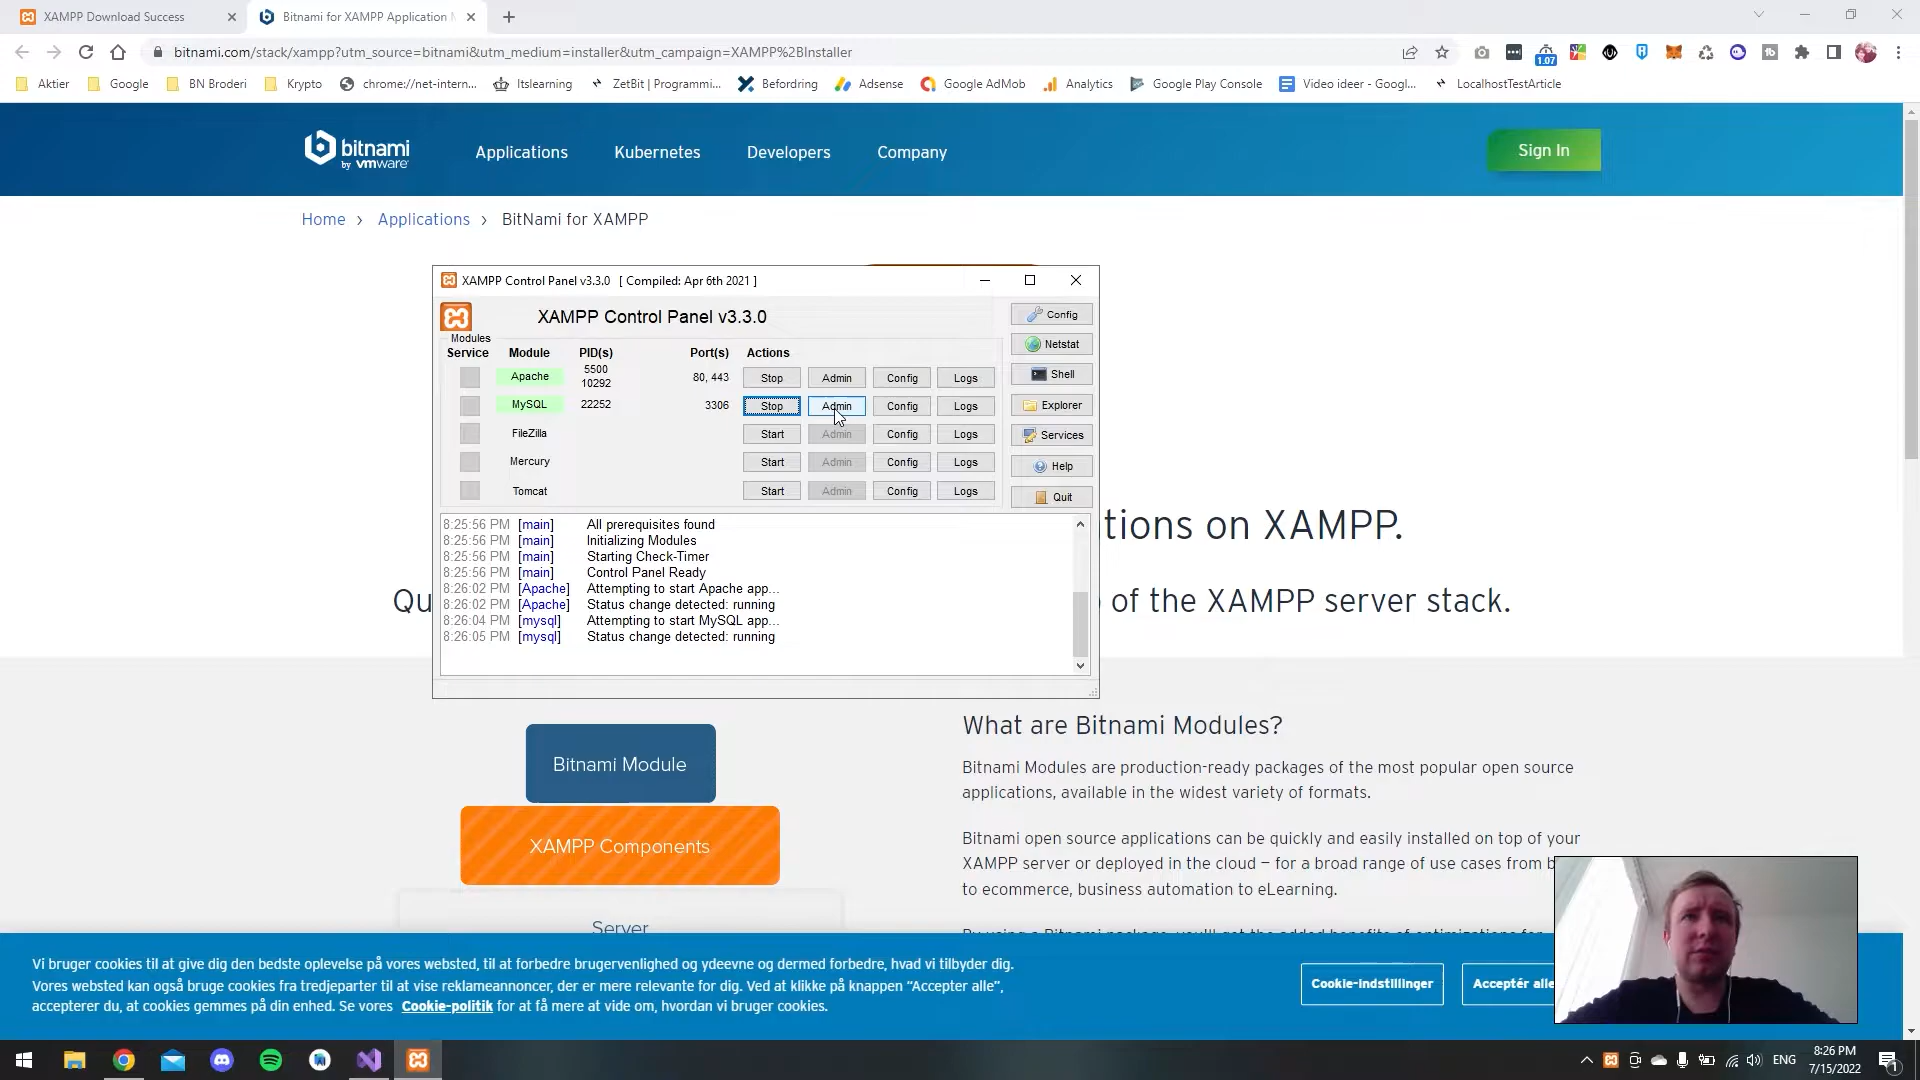 XAMPP Download Success
Bitnami for XAMPP Application M
bitnami.com/stack/xampp?utm_source=bitnami&utm_medium=installer&utm_campaign=XAMPP%2BInstaller
1.07
Aktier
Google
BN Broderi
Krypto
chrome://net-intern...
Itslearning
ZetBit | Programmi...
Befordring
Adsense
Google AdMob
Analytics
Google Play Console
Video ideer - Googl...
LocalhostTestArticle
bitnami
by vmware
Applications
Kubernetes
Developers
Company
Sign In
Home > Applications > BitNami for XAMPP
XAMPP Control Panel v3.3.0 [ Compiled: Apr 6th 2021 ]
XAMPP Control Panel v3.3.0
Config
Modules
Service Module PID(s) Port(s) Actions
Netstat
Apache 5500 10292 80, 443 Stop Admin Config Logs
Shell
MySQL 22252 3306 Stop Admin Config Logs
Explorer
FileZilla Start Admin Config Logs
Services
Mercury Start Admin Config Logs
Help
Tomcat Start Admin Config Logs
Quit
8:25:56 PM [main] All prerequisites found
8:25:56 PM [main] Initializing Modules
8:25:56 PM [main] Starting Check-Timer
8:25:56 PM [main] Control Panel Ready
8:26:02 PM [Apache] Attempting to start Apache app...
8:26:02 PM [Apache] Status change detected: running
8:26:04 PM [mysql] Attempting to start MySQL app...
8:26:05 PM [mysql] Status change detected: running
tions on XAMPP.
Qu
of the XAMPP server stack.
Bitnami Module
XAMPP Components
Server
What are Bitnami Modules?
Bitnami Modules are production-ready packages of the most popular open source
applications, available in the widest variety of formats.
Bitnami open source applications can be quickly and easily installed on top of your
XAMPP server or deployed in the cloud – for a broad range of use cases from b
to ecommerce, business automation to eLearning.
Vi bruger cookies til at give dig den bedste oplevelse på vores websted, til at forbedre brugervenlighed og ydeevne og dermed forbedre, hvad vi tilbyder dig.
Vores websted kan også bruge cookies fra tredjeparter til at vise reklameannoncer, der er mere relevante for dig. Ved at klikke på knappen "Accepter alle",
accepterer du, at cookies gemmes på din enhed. Se vores Cookie-politik for at få mere at vide om, hvordan vi bruger cookies.
Cookie-indstillinger
Acceptér alle
ENG
8:26 PM
7/15/2022
1